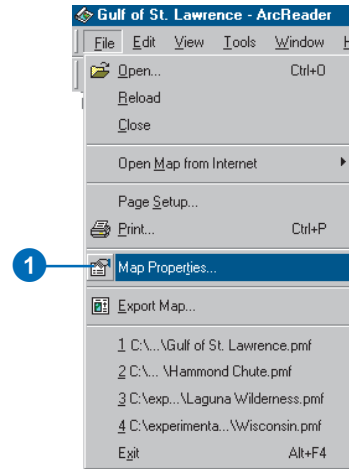 Gulf of St. Lawrence - ArcReader
File Edit View Tools Window H
Open... Ctrl+O
Reload
Close
Open Map from Internet
Page Setup...
Print... Ctrl+P
1 Map Properties...
Export Map...
1 C:\...\Gulf of St. Lawrence.pmf
2 C:\... \Hammond Chute.pmf
3 C:\exp...\Laguna Wilderness.pmf
4 C:\experimenta...\Wisconsin.pmf
Exit Alt+F4